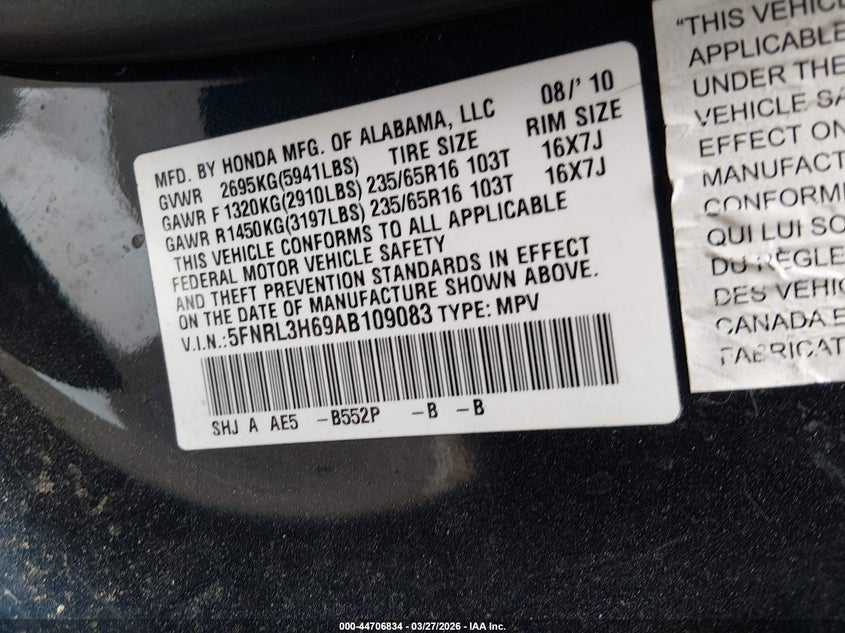 MFD. BY HONDA MFG. OF ALABAMA, LLC 08/' 10
GVWR 2695KG(5941LBS) TIRE SIZE RIM SIZE
GAWR F 1320KG(2910LBS) 235/65R16 103T 16X7J
GAWR R1450KG(3197LBS) 235/65R16 103T 16X7J
THIS VEHICLE CONFORMS TO ALL APPLICABLE
FEDERAL MOTOR VEHICLE SAFETY
AND THEFT PREVENTION STANDARDS IN EFFECT
ON THE DATE OF MANUFACTURE SHOWN ABOVE.
V.I.N.:5FNRL3H69AB109083 TYPE: MPV
SHJ A AE5 -B552P -B -B
"THIS VEHICL
APPLICABLE
UNDER THE
VEHICLE SA
EFFECT ON
MANUFACT
CONFORME
QUI LUI SO
DU RÈGLE
DES VEHIC
CANADA E
FABRICAT
000-44706834 - 03/27/2026 - IAA Inc.